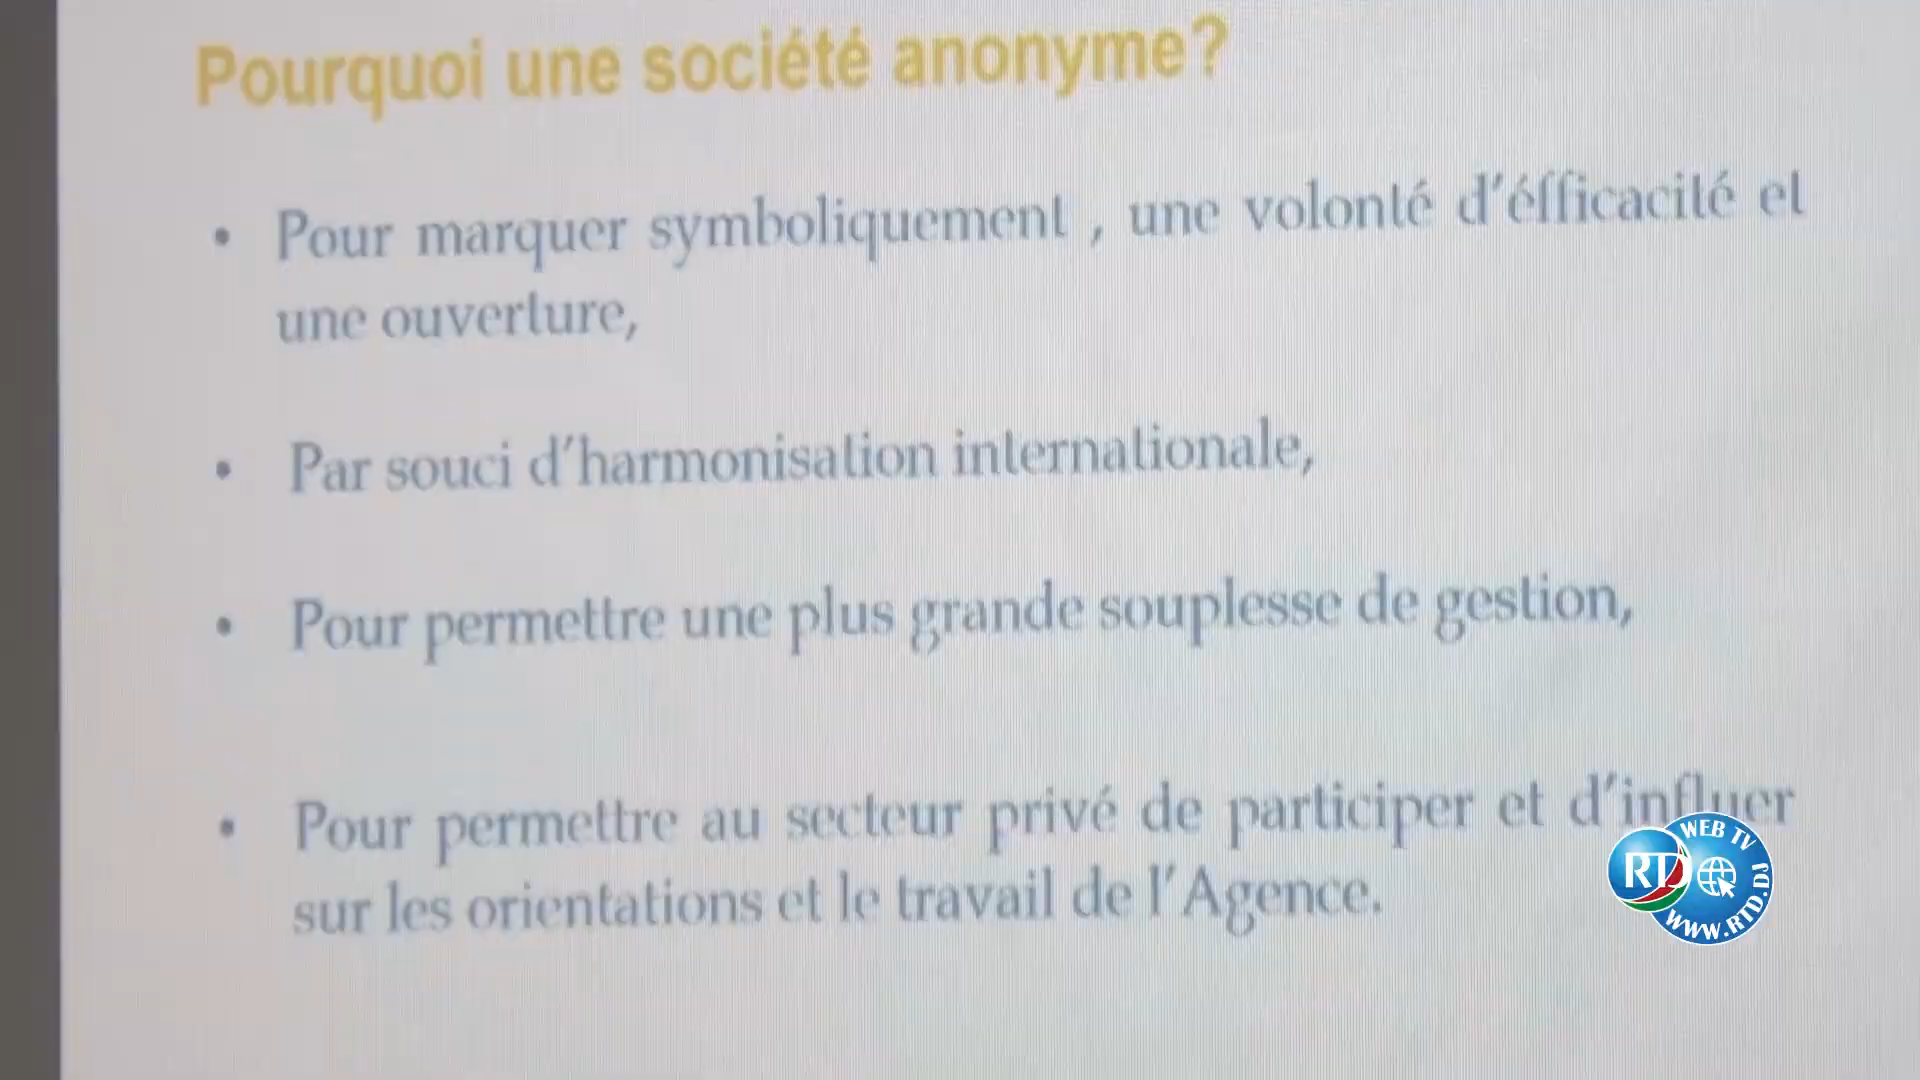 Pourquoi une société anonyme?
• Pour marquer symboliquement , une volonté d'éfficacité et
une ouverture,
• Par souci d'harmonisation internationale,
• Pour permettre une plus grande souplesse de gestion,
• Pour permettre au secteur privé de participer et d'influer
sur les orientations et le travail de l'Agence.
WEB TV
RTD
WWW.RTD.DJ